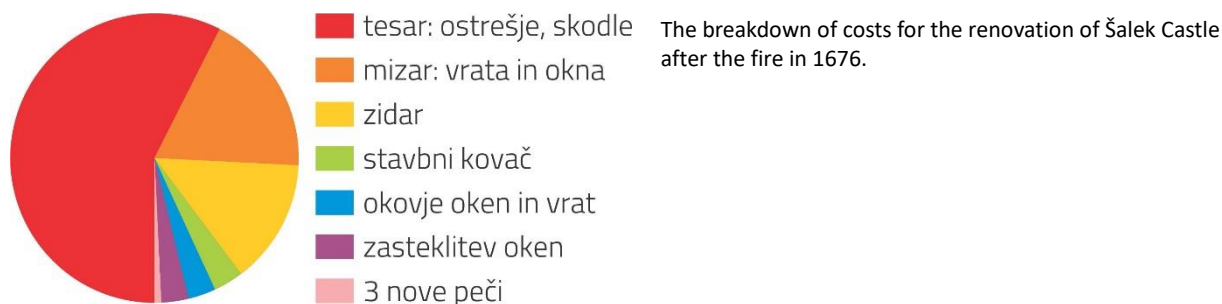 tesar: ostrešje, skodle
mizar: vrata in okna
zidar
stavbni kovač
okovje oken in vrat
zasteklitev oken
3 nove peči
The breakdown of costs for the renovation of Šalek Castle
after the fire in 1676.